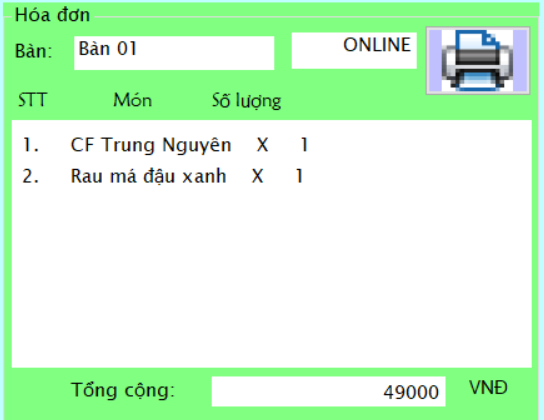 Hóa đơn
Bàn: Bàn 01 ONLINE
STT Món Số lượng
1. CF Trung Nguyên X 1
2. Rau má đậu xanh X 1
Tổng cộng: 49000 VNĐ